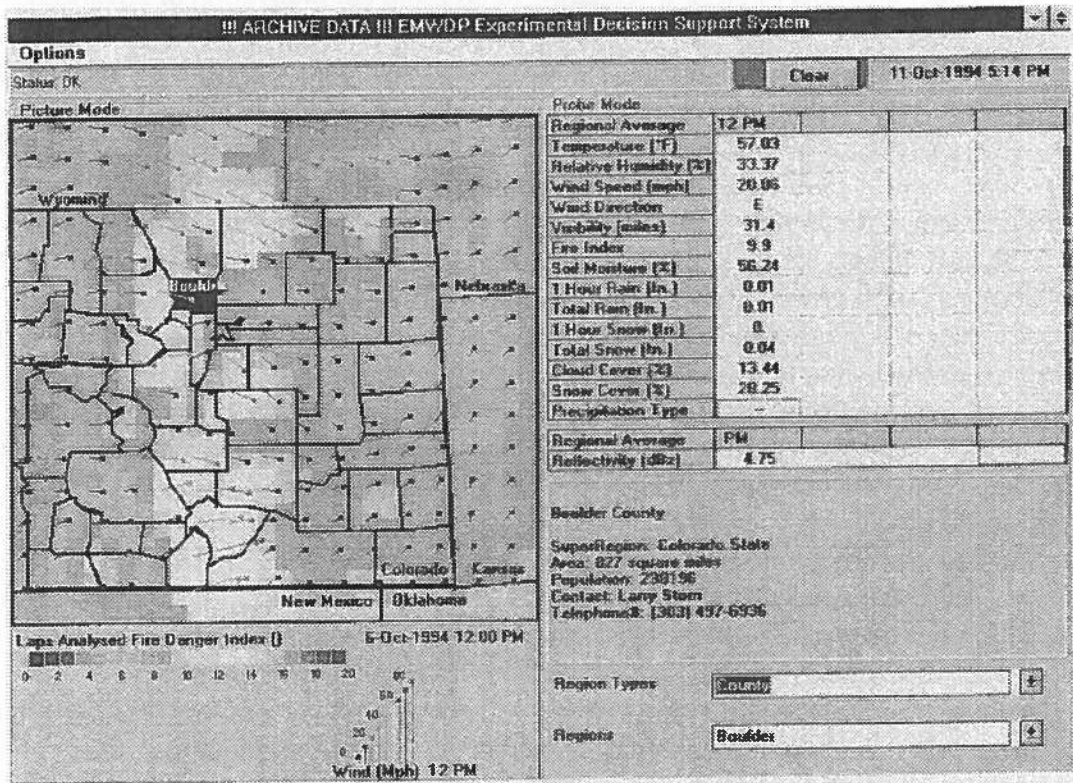 !!! ARCHIVE DATA !!! EMW/DP Experimental Decision Support System
Options
Status: OK
Clear
11-Oct-1994 5:14 PM
Picture Mode
Wyoming
Nebraska
Colorado
Kansas
New Mexico
Oklahoma
Laps Analysed Fire Danger Index ()
6-Oct-1994 12:00 PM
0 2 4 6 8 10 12 14 16 18 20
0 20 40 60 80
Wind (Mph) 12 PM
Probe Mode
Regional Average 12 PM
Temperature (°F) 57.03
Relative Humidity (%) 33.37
Wind Speed (mph) 20.06
Wind Direction E
Visibility (miles) 31.4
Fire Index 9.9
Soil Moisture (%) 56.24
1 Hour Rain (In.) 0.01
Total Rain (In.) 0.01
1 Hour Snow (In.) 0.
Total Snow (In.) 0.04
Cloud Cover (%) 13.44
Snow Cover (%) 28.25
Precipitation Type --
Regional Average PM
Reflectivity (dBz) 4.75
Boulder County
SuperRegion: Colorado State
Area: 827 square miles
Population: 230196
Contact: Larry
Telephone#: (303) 497-6936
Region Types County
Regions Boulder